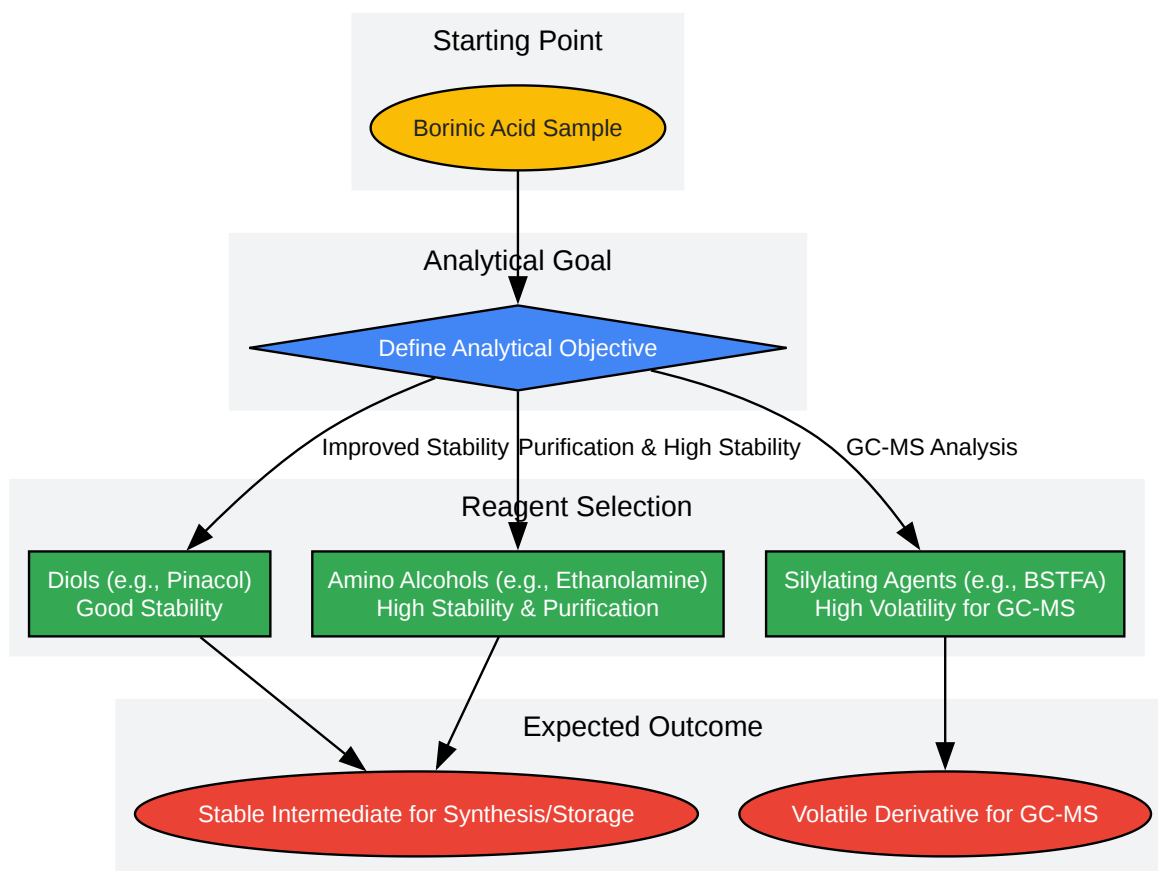 Starting Point
Borinic Acid Sample
Analytical Goal
Define Analytical Objective
Improved Stability
Purification & High Stability
GC-MS Analysis
Reagent Selection
Diols (e.g., Pinacol)
Good Stability
Amino Alcohols (e.g., Ethanolamine)
High Stability & Purification
Silylating Agents (e.g., BSTFA)
High Volatility for GC-MS
Expected Outcome
Stable Intermediate for Synthesis/Storage
Volatile Derivative for GC-MS